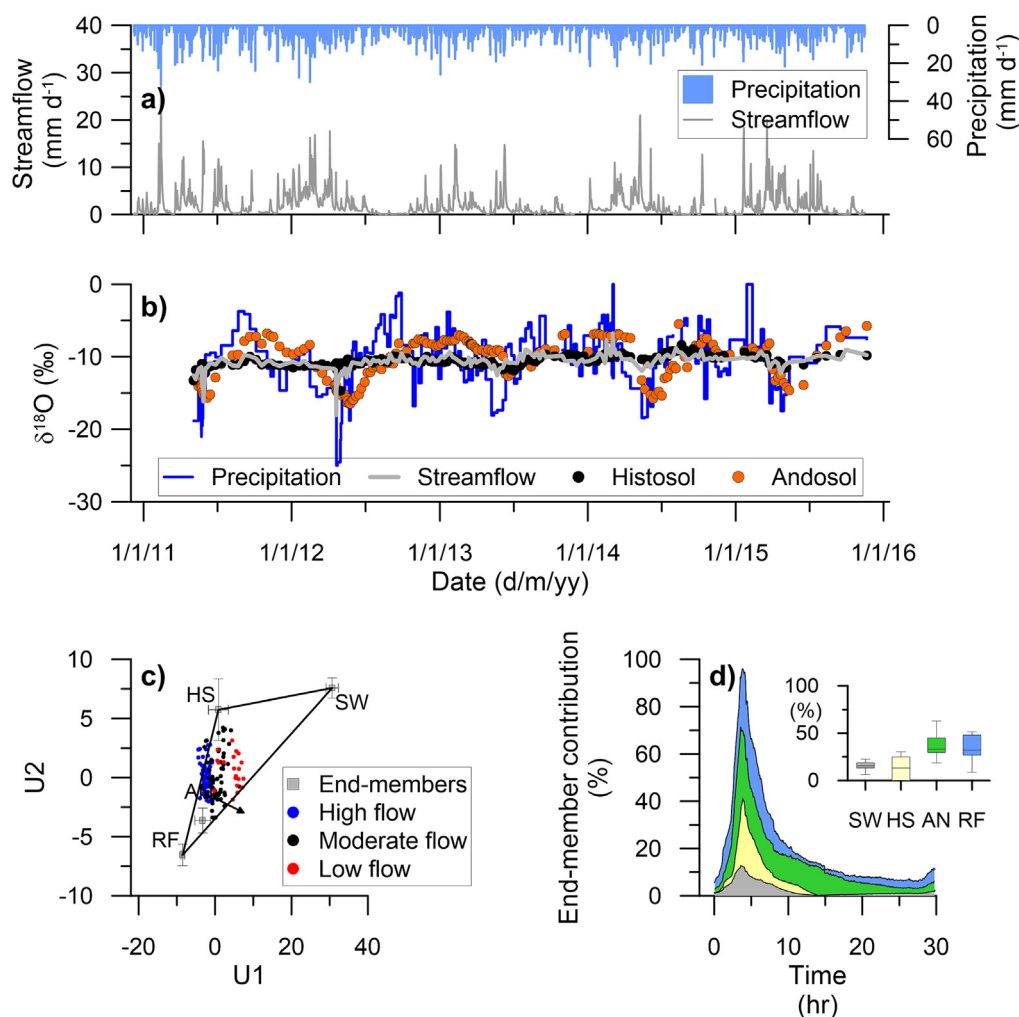 a)
Streamflow
(mm d-1)
40
30
20
10
0
0
20
40
60
Precipitation
(mm d-1)
Precipitation
Streamflow
b)
δ18O (‰)
0
-10
-20
-30
Precipitation
Streamflow
Histosol
Andosol
1/1/11
1/1/12
1/1/13
1/1/14
1/1/15
1/1/16
Date (d/m/yy)
c)
U2
10
5
0
-5
-10
HS
SW
RF
End-members
High flow
Moderate flow
Low flow
-20
0
20
40
U1
d)
End-member contribution
(%)
100
80
60
40
20
0
100
(%)
50
0
SW HS AN RF
0
10
20
30
Time
(hr)